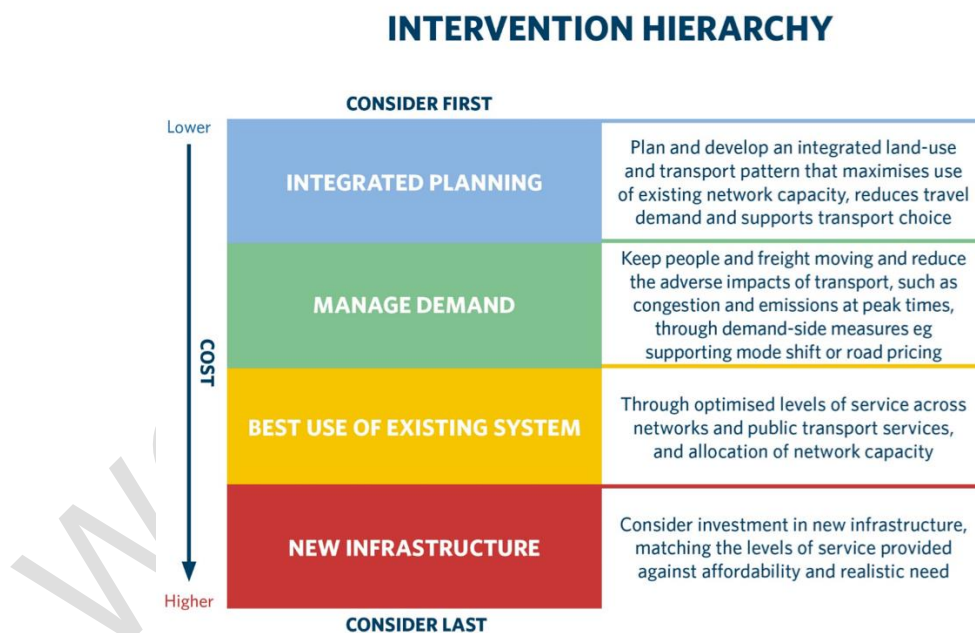 INTERVENTION HIERARCHY
CONSIDER FIRST
Lower
COST
Higher
INTEGRATED PLANNING
Plan and develop an integrated land-use
and transport pattern that maximises use
of existing network capacity, reduces travel
demand and supports transport choice
MANAGE DEMAND
Keep people and freight moving and reduce
the adverse impacts of transport, such as
congestion and emissions at peak times,
through demand-side measures eg
supporting mode shift or road pricing
BEST USE OF EXISTING SYSTEM
Through optimised levels of service across
networks and public transport services,
and allocation of network capacity
NEW INFRASTRUCTURE
Consider investment in new infrastructure,
matching the levels of service provided
against affordability and realistic need
CONSIDER LAST